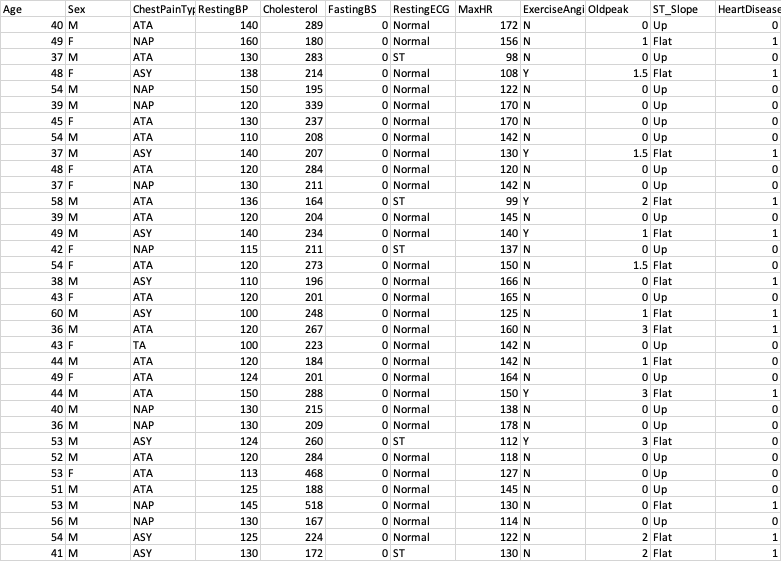 Age Sex ChestPainTyp RestingBP Cholesterol FastingBS RestingECG MaxHR ExerciseAngi Oldpeak ST_Slope HeartDisease
40 M ATA 140 289 0 Normal 172 N 0 Up 0
49 F NAP 160 180 0 Normal 156 N 1 Flat 1
37 M ATA 130 283 0 ST 98 N 0 Up 0
48 F ASY 138 214 0 Normal 108 Y 1.5 Flat 1
54 M NAP 150 195 0 Normal 122 N 0 Up 0
39 M NAP 120 339 0 Normal 170 N 0 Up 0
45 F ATA 130 237 0 Normal 170 N 0 Up 0
54 M ATA 110 208 0 Normal 142 N 0 Up 0
37 M ASY 140 207 0 Normal 130 Y 1.5 Flat 1
48 F ATA 120 284 0 Normal 120 N 0 Up 0
37 F NAP 130 211 0 Normal 142 N 0 Up 0
58 M ATA 136 164 0 ST 99 Y 2 Flat 1
39 M ATA 120 204 0 Normal 145 N 0 Up 0
49 M ASY 140 234 0 Normal 140 Y 1 Flat 1
42 F NAP 115 211 0 ST 137 N 0 Up 0
54 F ATA 120 273 0 Normal 150 N 1.5 Flat 0
38 M ASY 110 196 0 Normal 166 N 0 Flat 1
43 F ATA 120 201 0 Normal 165 N 0 Up 0
60 M ASY 100 248 0 Normal 125 N 1 Flat 1
36 M ATA 120 267 0 Normal 160 N 3 Flat 1
43 F TA 100 223 0 Normal 142 N 0 Up 0
44 M ATA 120 184 0 Normal 142 N 1 Flat 0
49 F ATA 124 201 0 Normal 164 N 0 Up 0
44 M ATA 150 288 0 Normal 150 Y 3 Flat 1
40 M NAP 130 215 0 Normal 138 N 0 Up 0
36 M NAP 130 209 0 Normal 178 N 0 Up 0
53 M ASY 124 260 0 ST 112 Y 3 Flat 0
52 M ATA 120 284 0 Normal 118 N 0 Up 0
53 F ATA 113 468 0 Normal 127 N 0 Up 0
51 M ATA 125 188 0 Normal 145 N 0 Up 0
53 M NAP 145 518 0 Normal 130 N 0 Flat 1
56 M NAP 130 167 0 Normal 114 N 0 Up 0
54 M ASY 125 224 0 Normal 122 N 2 Flat 1
41 M ASY 130 172 0 ST 130 N 2 Flat 1